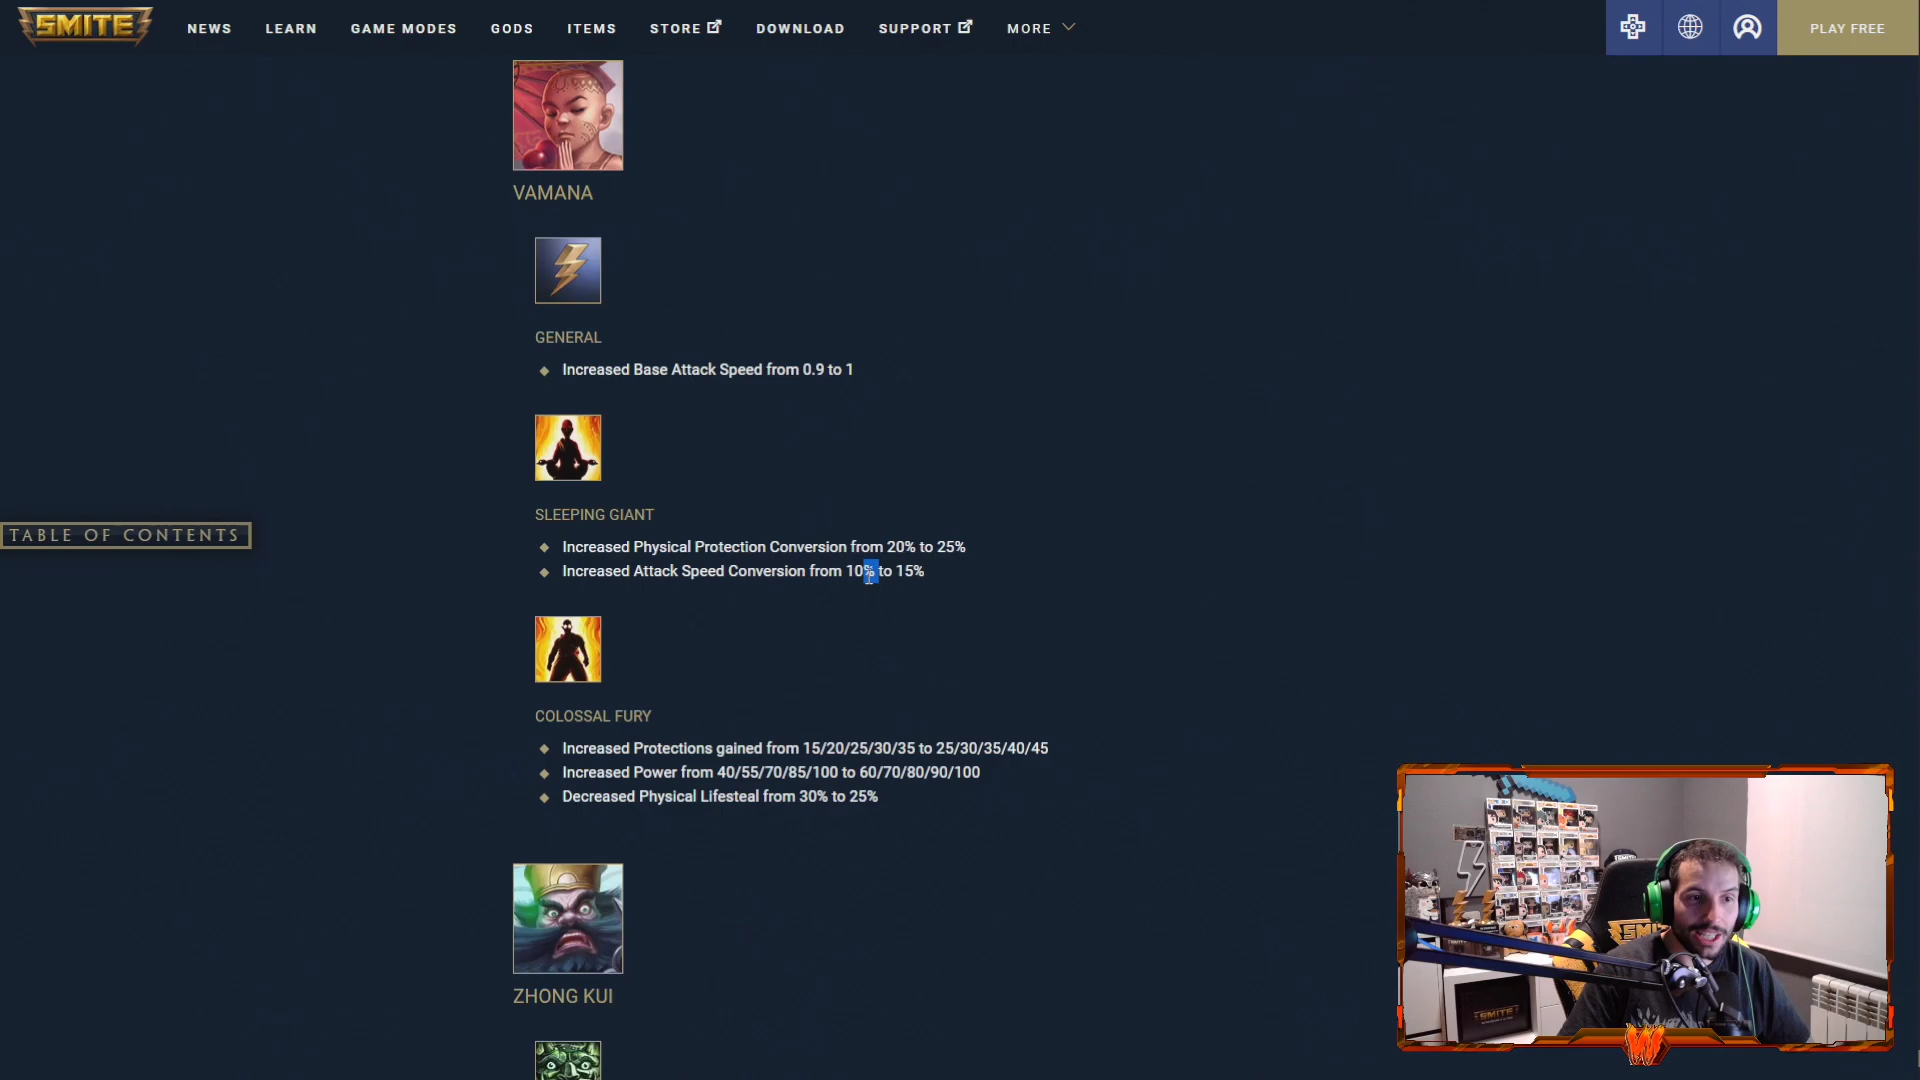 SMITE
NEWS
LEARN
GAME MODES
GODS
ITEMS
STORE
DOWNLOAD
SUPPORT
MORE
PLAY FREE
VAMANA
GENERAL
Increased Base Attack Speed from 0.9 to 1
SLEEPING GIANT
Increased Physical Protection Conversion from 20% to 25%
Increased Attack Speed Conversion from 10% to 15%
TABLE OF CONTENTS
COLOSSAL FURY
Increased Protections gained from 15/20/25/30/35 to 25/30/35/40/45
Increased Power from 40/55/70/85/100 to 60/70/80/90/100
Decreased Physical Lifesteal from 30% to 25%
ZHONG KUI
SMITE